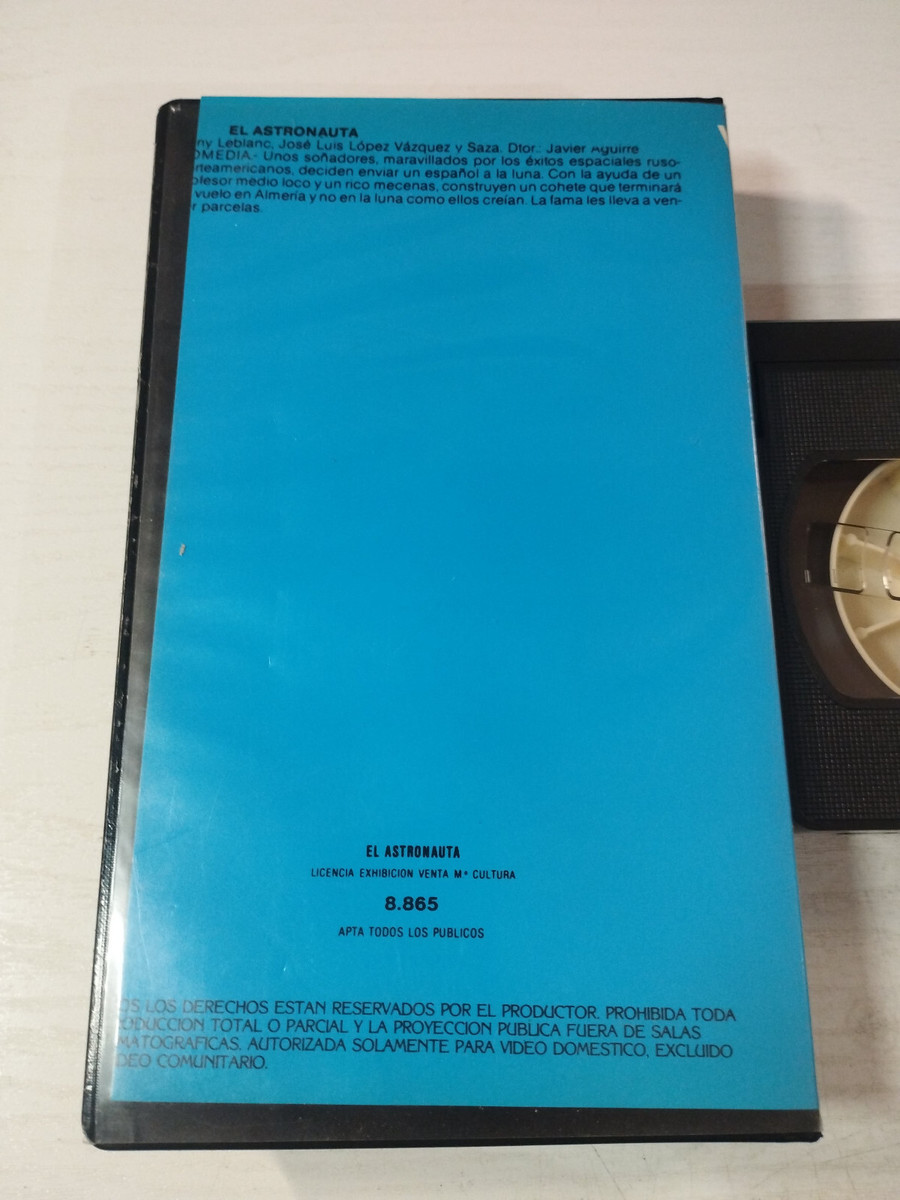 EL ASTRONAUTA
ny Leblanc, José Luis López Vázquez y Saza. Dtor.: Javier Aguirre
OMEDIA.- Unos soñadores, maravillados por los éxitos espaciales ruso-
rteamericanos, deciden enviar un español a la luna. Con la ayuda de un
ofesor medio loco y un rico mecenas, construyen un cohete que terminará
vuelo en Almería y no en la luna como ellos creían. La fama les lleva a ven-
r parcelas.
EL ASTRONAUTA
LICENCIA EXHIBICION VENTA Mº CULTURA
8.865
APTA TODOS LOS PUBLICOS
OS LOS DERECHOS ESTAN RESERVADOS POR EL PRODUCTOR. PROHIBIDA TODA
ODUCCION TOTAL O PARCIAL Y LA PROYECCION PUBLICA FUERA DE SALAS
MATOGRAFICAS. AUTORIZADA SOLAMENTE PARA VIDEO DOMESTICO, EXCLUIDO
DEO COMUNITARIO.